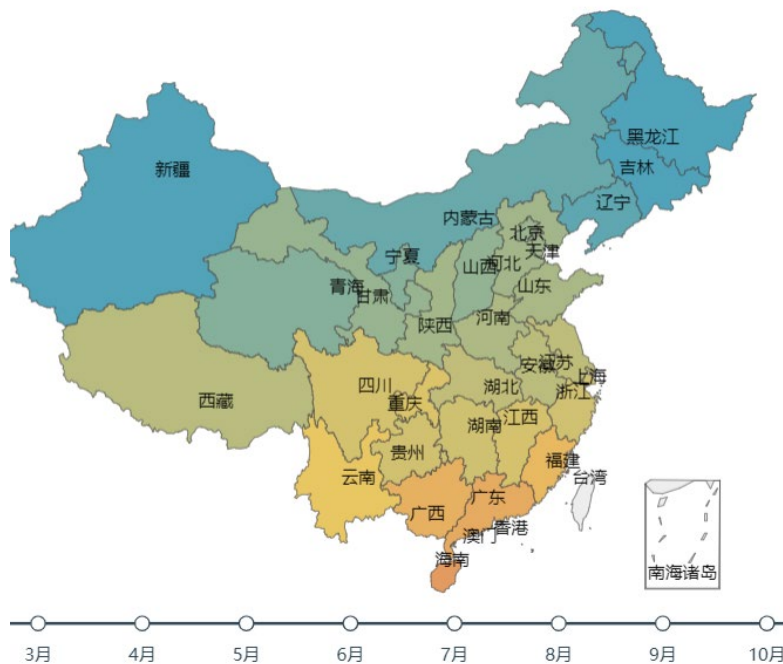 黑龙江
新疆
吉林
辽宁
内蒙古
北京
天津
宁夏
山西
河北
青海
甘肃
山东
陕西
河南
安徽
江苏
上海
四川
湖北
浙江
西藏
重庆
湖南
江西
贵州
福建
云南
台湾
广东
广西
香港
澳门
海南
南海诸岛
3月 4月 5月 6月 7月 8月 9月 10月